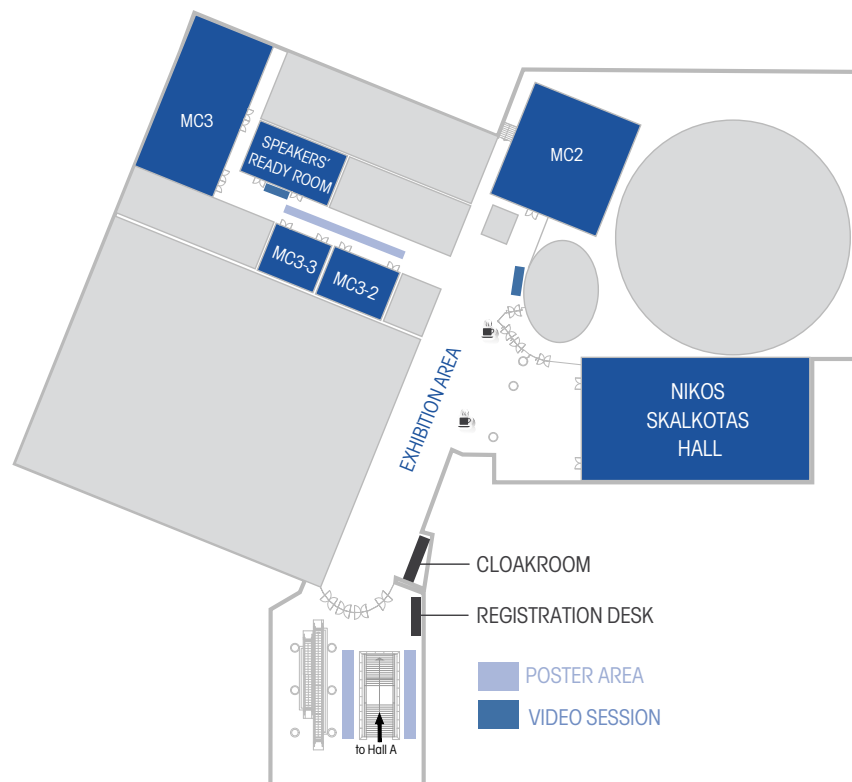 MC3
SPEAKERS'
READY ROOM
MC2
MC3-3
MC3-2
EXHIBITION AREA
NIKOS
SKALKOTAS
HALL
CLOAKROOM
REGISTRATION DESK
POSTER AREA
VIDEO SESSION
to Hall A